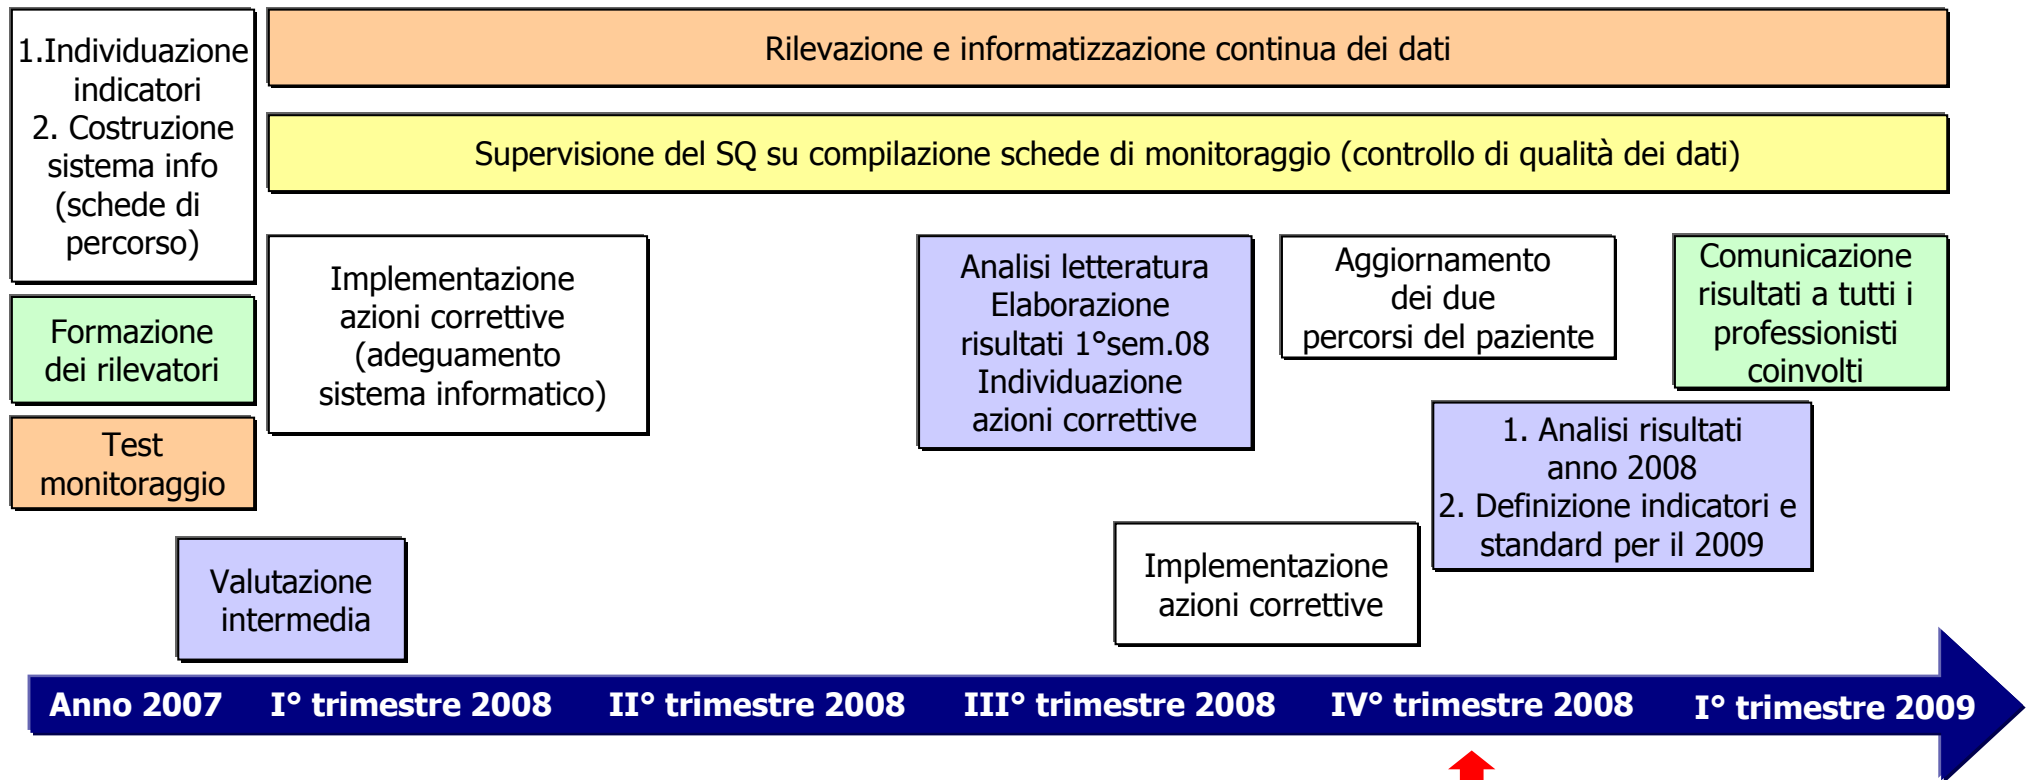 1.Individuazione
indicatori
2. Costruzione
sistema info
(schede di
percorso)
Formazione
dei rilevatori
Test
monitoraggio
Valutazione
intermedia
Rilevazione e informatizzazione continua dei dati
Supervisione del SQ su compilazione schede di monitoraggio (controllo di qualità dei dati)
Implementazione
azioni correttive
(adeguamento
sistema informatico)
Analisi letteratura
Elaborazione
risultati 1°sem.08
Individuazione
azioni correttive
Aggiornamento
dei due
percorsi del paziente
Comunicazione
risultati a tutti i
professionisti
coinvolti
Implementazione
azioni correttive
1. Analisi risultati
anno 2008
2. Definizione indicatori e
standard per il 2009
Anno 2007 I° trimestre 2008 II° trimestre 2008 III° trimestre 2008 IV° trimestre 2008 I° trimestre 2009